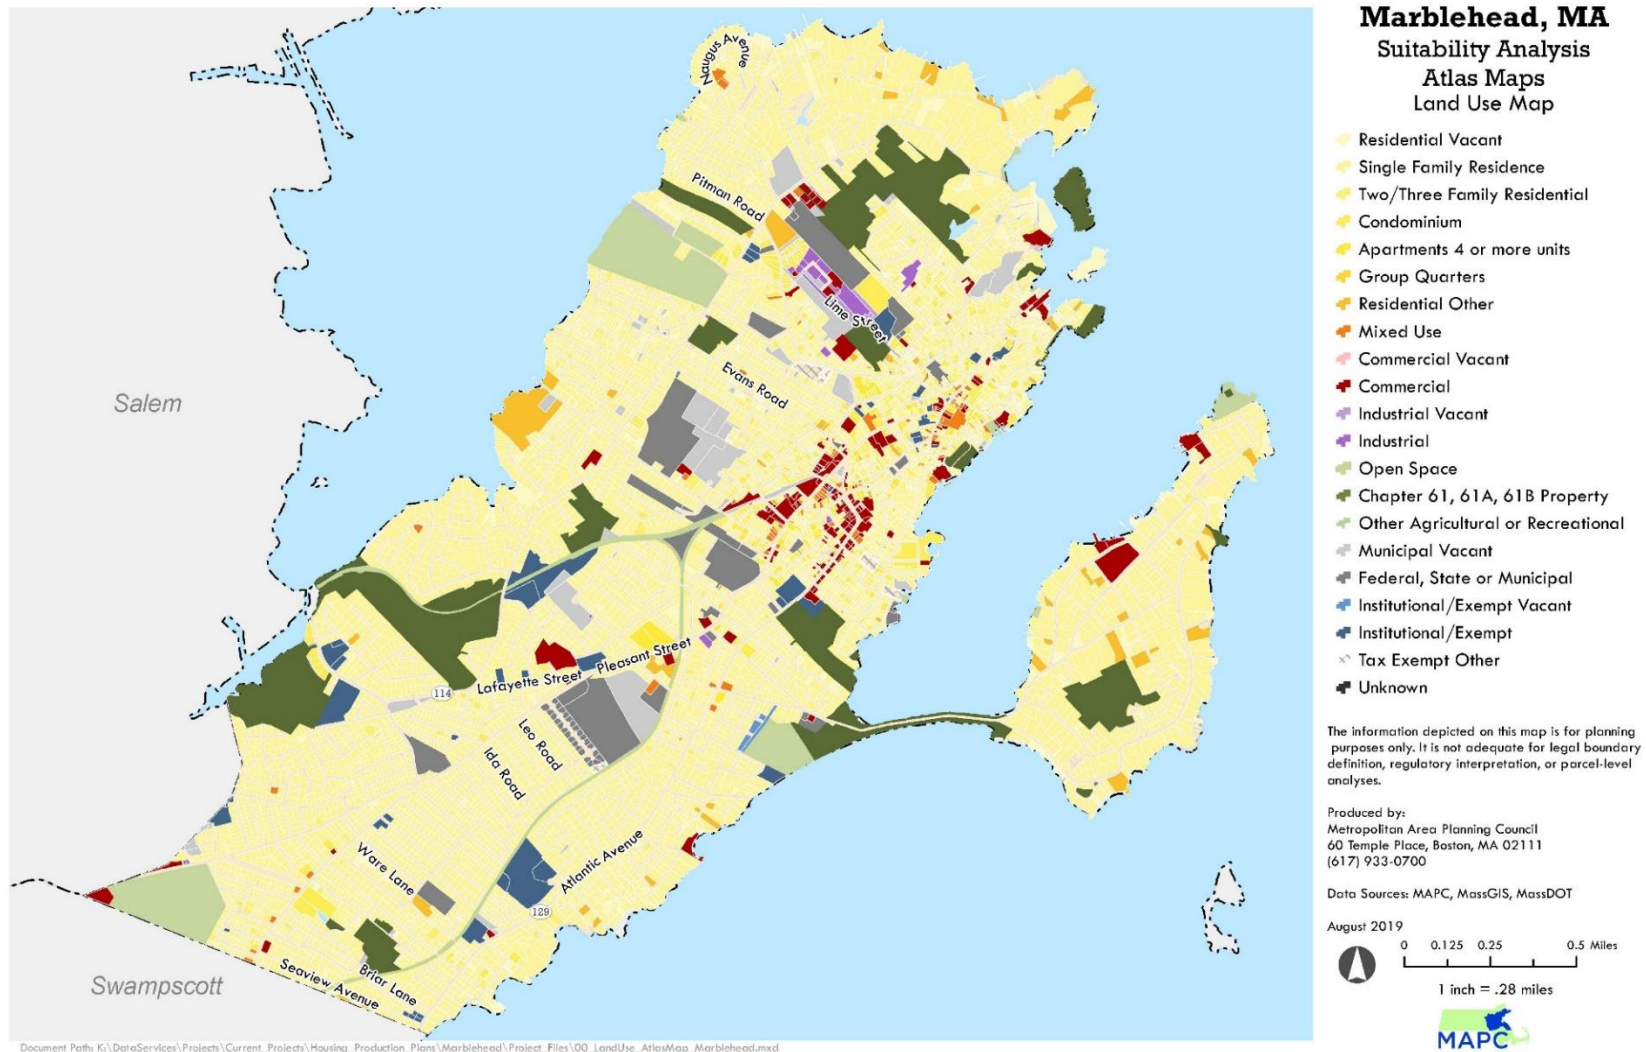 Marblehead, MA
Suitability Analysis
Atlas Maps
Land Use Map
Residential Vacant
Single Family Residence
Two/Three Family Residential
Condominium
Apartments 4 or more units
Group Quarters
Residential Other
Mixed Use
Commercial Vacant
Commercial
Industrial Vacant
Industrial
Open Space
Chapter 61, 61A, 61B Property
Other Agricultural or Recreational
Municipal Vacant
Federal, State or Municipal
Institutional/Exempt Vacant
Institutional/Exempt
Tax Exempt Other
Unknown
The information depicted on this map is for planning
purposes only. It is not adequate for legal boundary
definition, regulatory interpretation, or parcel-level
analyses.
Produced by:
Metropolitan Area Planning Council
60 Temple Place, Boston, MA 02111
(617) 933-0700
Data Sources: MAPC, MassGIS, MassDOT
August 2019
0 0.125 0.25 0.5 Miles
1 inch = .28 miles
MAPC
Naugus Avenue
Pitman Road
Lime Street
Evans Road
Salem
Pleasant Street
Lafayette Street
114
Leo Road
Ida Road
Atlantic Avenue
Ware Lane
129
Briar Lane
Seaview Avenue
Swampscott
Document Path: K:\DataServices\Projects\Current_Projects\Housing_Production_Plans\Marblehead\Project_Files\00_LandUse_AtlasMap_Marblehead.mxd